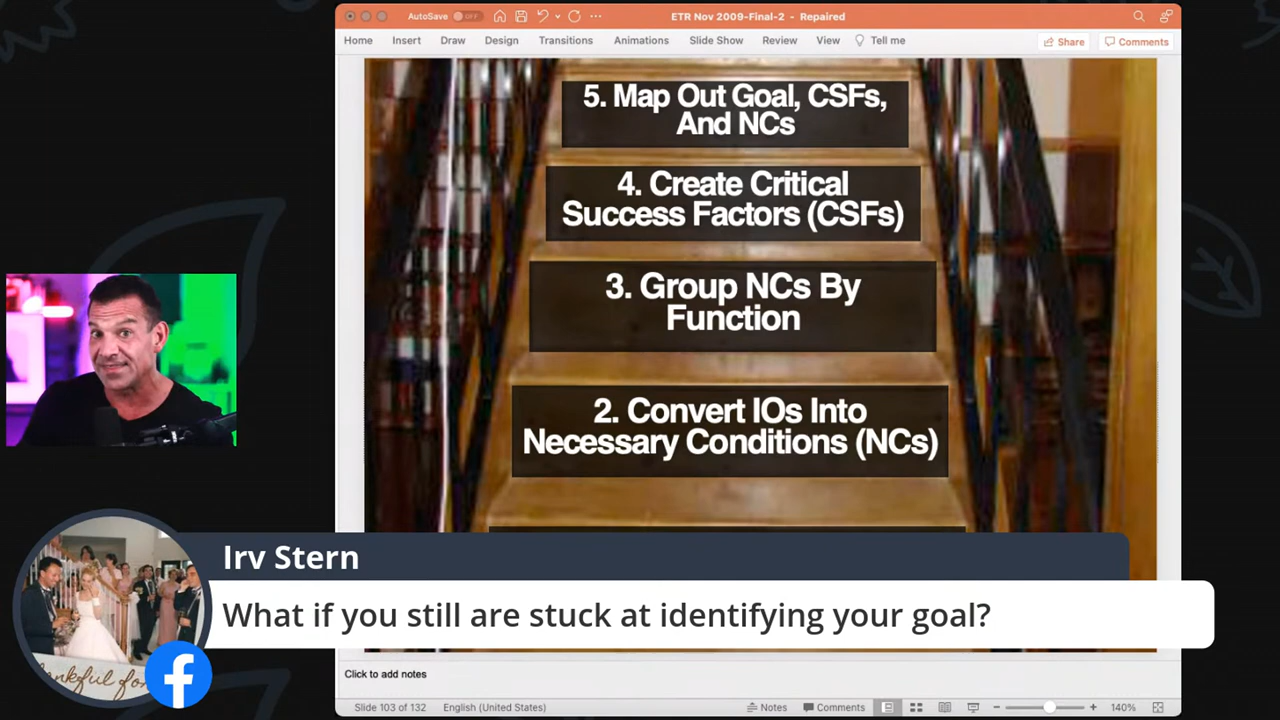 AutoSave OFF
ETR Nov 2009-Final-2 - Repaired
Home Insert Draw Design Transitions Animations Slide Show Review View Tell me Share Comments
5. Map Out Goal, CSFs,
And NCs
4. Create Critical
Success Factors (CSFs)
3. Group NCs By
Function
2. Convert IOs Into
Necessary Conditions (NCs)
Irv Stern
What if you still are stuck at identifying your goal?
Click to add notes
Slide 103 of 132 English (United States) Notes Comments 140%